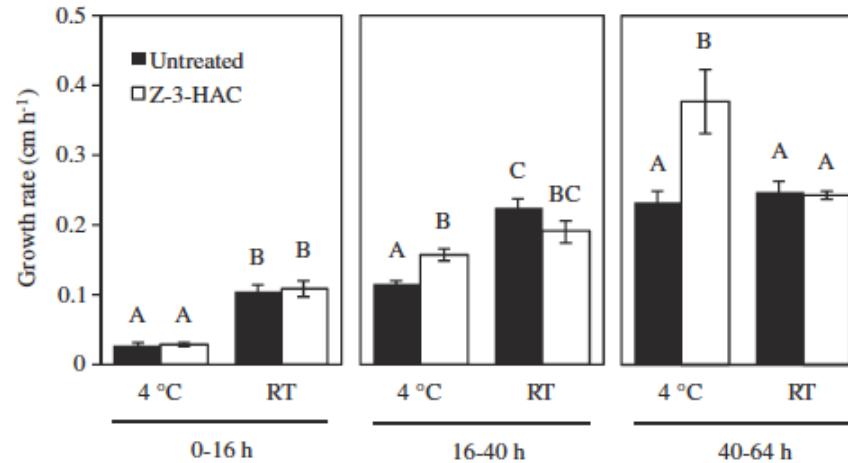 Growth rate (cm h⁻¹)
0.5
0.4
0.3
0.2
0.1
0
Untreated
Z-3-HAC
A A B B
A B C BC
A B A A
4 °C RT 4 °C RT 4 °C RT
0-16 h 16-40 h 40-64 h